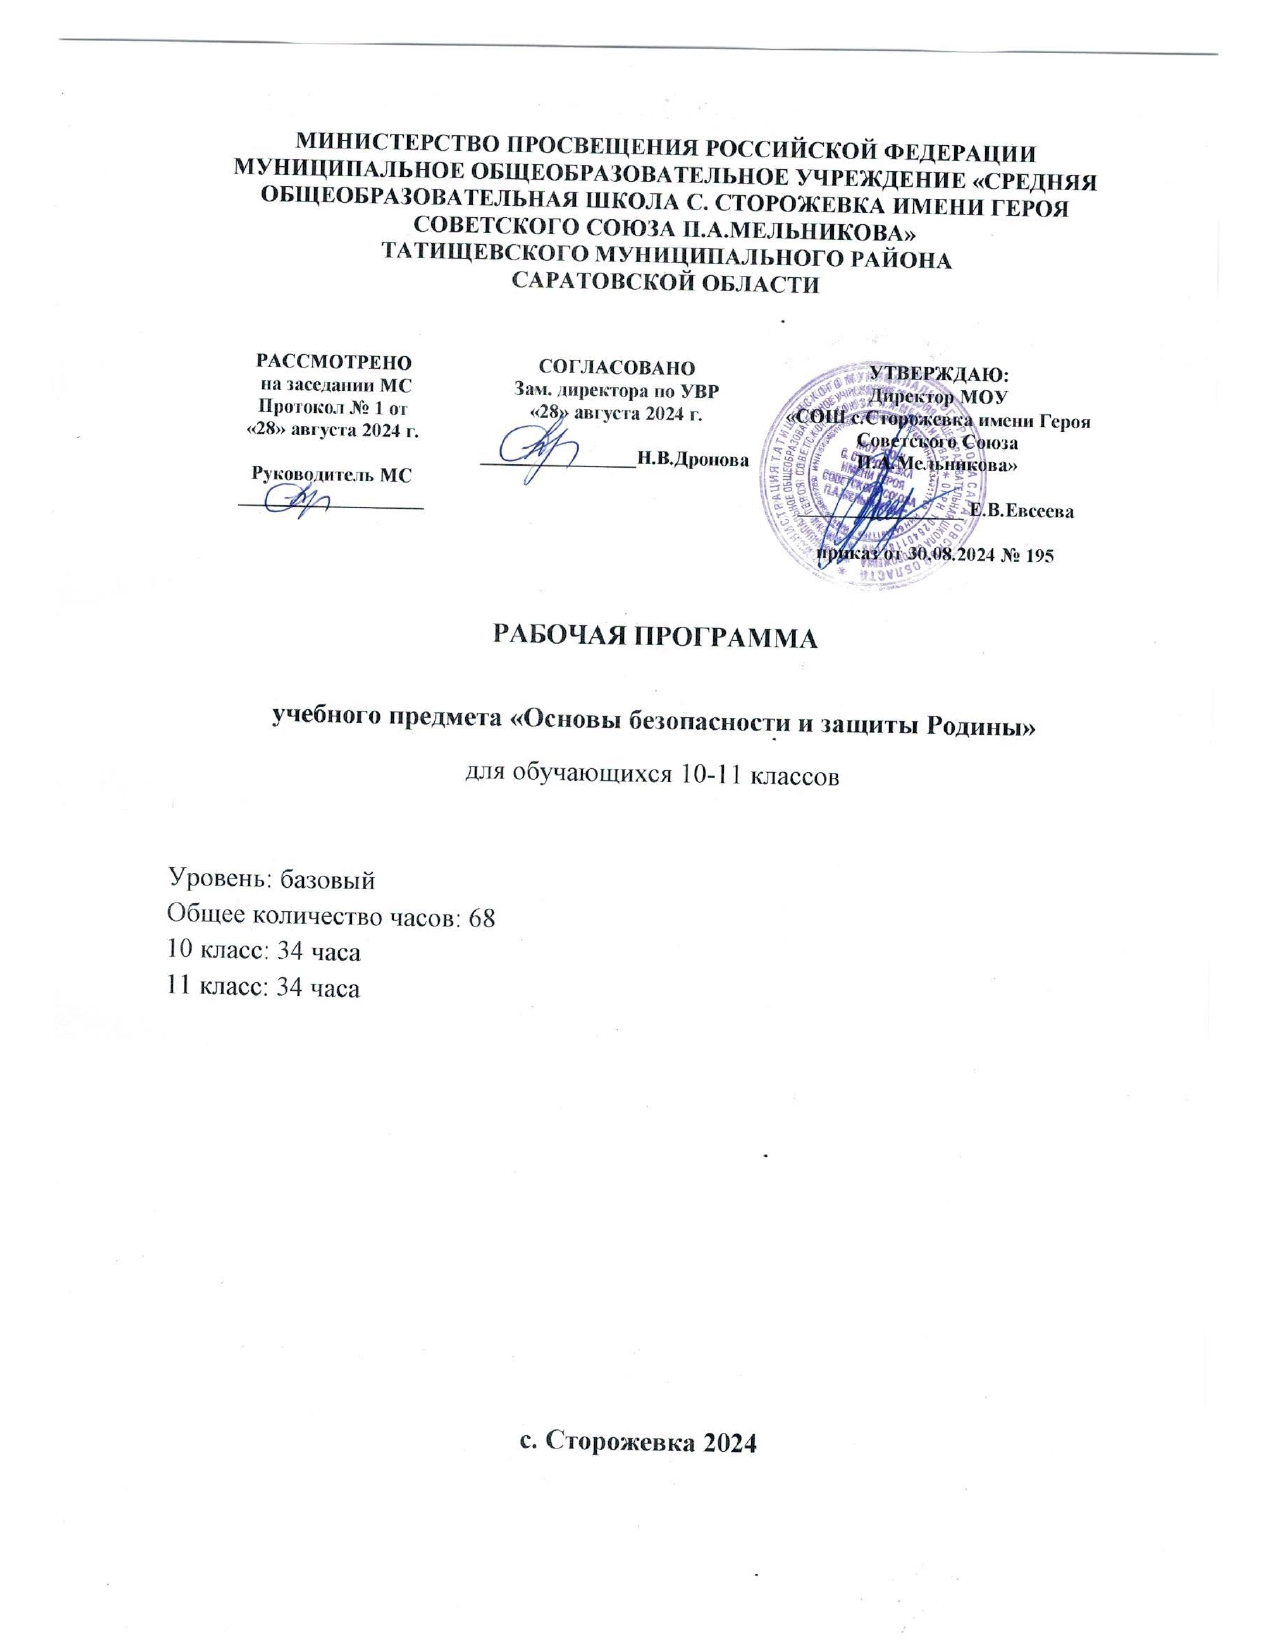 МИНИСТЕРСТВО ПРОСВЕЩЕНИЯ РОССИЙСКОЙ ФЕДЕРАЦИИ
МУНИЦИПАЛЬНОЕ ОБЩЕОБРАЗОВАТЕЛЬНОЕ УЧРЕЖДЕНИЕ «СРЕДНЯЯ
ОБЩЕОБРАЗОВАТЕЛЬНАЯ ШКОЛА С. СТОРОЖЕВКА ИМЕНИ ГЕРОЯ
СОВЕТСКОГО СОЮЗА П.А.МЕЛЬНИКОВА»
ТАТИЩЕВСКОГО МУНИЦИПАЛЬНОГО РАЙОНА
САРАТОВСКОЙ ОБЛАСТИ
РАССМОТРЕНО
на заседании МС
Протокол № 1 от
«28» августа 2024 г.
Руководитель МС
СОГЛАСОВАНО
Зам. директора по УВР
«28» августа 2024 г.
Н.В.Дронова
УТВЕРЖДАЮ:
Директор МОУ
«СОШ с.Сторожевка имени Героя
Советского Союза
П.А.Мельникова»
Е.В.Евсеева
приказ от 30.08.2024 № 195
РАБОЧАЯ ПРОГРАММА
учебного предмета «Основы безопасности и защиты Родины»
для обучающихся 10-11 классов
Уровень: базовый
Общее количество часов: 68
10 класс: 34 часа
11 класс: 34 часа
с. Сторожевка 2024